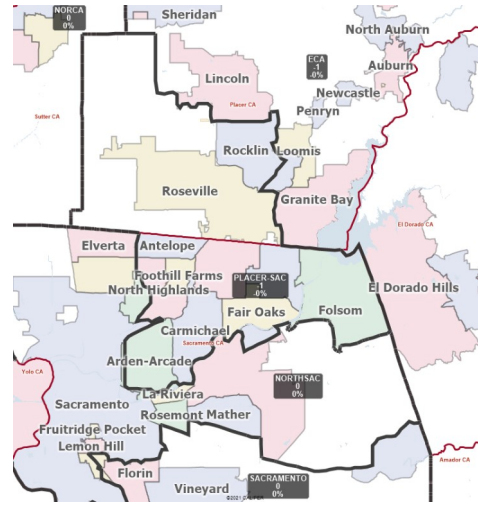 NORCA
0
0%
Sheridan
North Auburn
ECA
-1
-0%
Auburn
Lincoln
Newcastle
Placer CA
Penryn
Sutter CA
Rocklin
Loomis
Roseville
Granite Bay
El Dorado CA
Elverta
Antelope
Foothill Farms
PLACER-SAC
-1
-0%
North Highlands
El Dorado Hills
Fair Oaks
Folsom
Carmichael
Sacramento CA
Arden-Arcade
Yolo CA
NORTHSAC
0
0%
La Riviera
Sacramento
Rosemont
Mather
Fruitridge Pocket
Lemon Hill
Amador CA
Florin
SACRAMENTO
0
0%
Vineyard
©2021 CALIPER